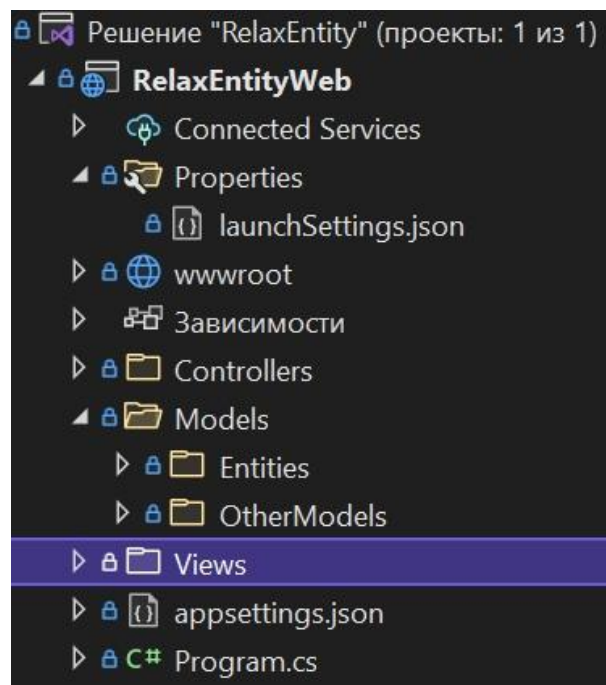 Решение "RelaxEntity" (проекты: 1 из 1)
RelaxEntityWeb
Connected Services
Properties
launchSettings.json
wwwroot
Зависимости
Controllers
Models
Entities
OtherModels
Views
appsettings.json
C# Program.cs